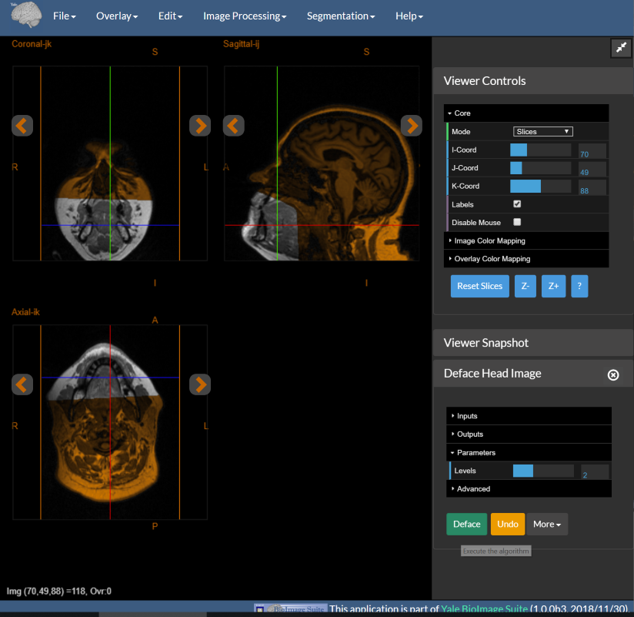 File Overlay Edit Image Processing Segmentation Help
Coronal-jk
S
R
L
I
Sagittal-ij
S
A
I
Axial-ik
A
R
L
P
Img (70,49,88) =118, Ovr:0
Viewer Controls
Core
Mode Slices
I-Coord 70
J-Coord 49
K-Coord 88
Labels
Disable Mouse
Image Color Mapping
Overlay Color Mapping
Reset Slices Z- Z+ ?
Viewer Snapshot
Deface Head Image
Inputs
Outputs
Parameters
Levels 2
Advanced
Deface Undo More
Execute the algorithm
BioImage Suite This application is part of Yale BioImage Suite (1.0.0b3, 2018/11/30)